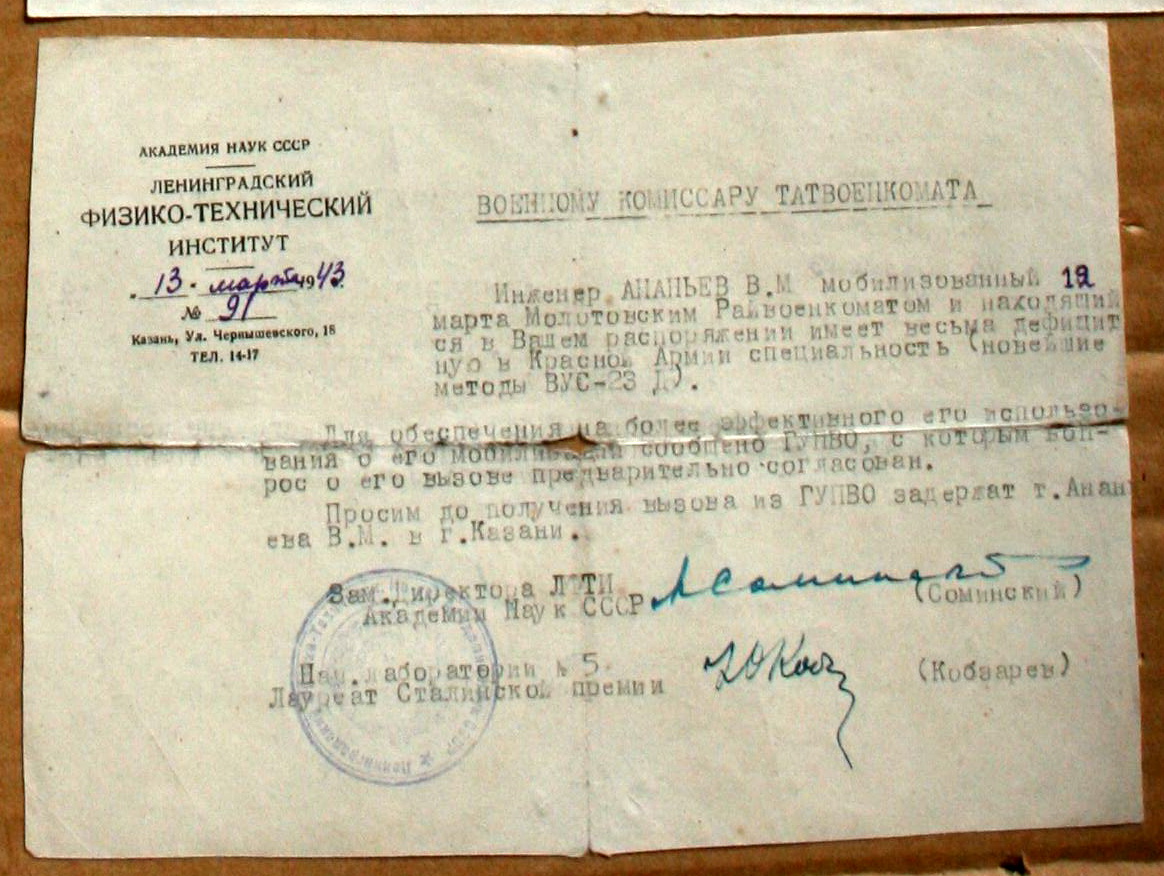 АКАДЕМИЯ НАУК СССР
ЛЕНИНГРАДСКИЙ
ФИЗИКО-ТЕХНИЧЕСКИЙ
ИНСТИТУТ
13 марта 1943
№ 91
Казань, Ул. Чернышевского, 18
ТЕЛ. 14-17
ВОЕННОМУ КОМИССАРУ ТАТВОЕНКОМАТА
Инженер АНАНЬЕВ В.М мобилизованный 12
марта Молотовским Райвоенкоматом и находящий
ся в Вашем распоряжении имеет весьма дефицит
ную в Красной Армии специальность (новейшие
методы ВУС-23 Д).
Для обеспечения на более эффективного его использо-
вания о его мобилизации сообщено ГУПВО, с которым воп-
рос о его вызове предварительно согласован.
Просим до получения вызова из ГУПВО задержат т.Анан
ева В.М. в г.Казани.
Зам.Директора ЛФТИ
Академии Наук СССР (Соминский)
Нач.лаборатории № 5.
Лауреат Сталинской премии (Кобзарев)